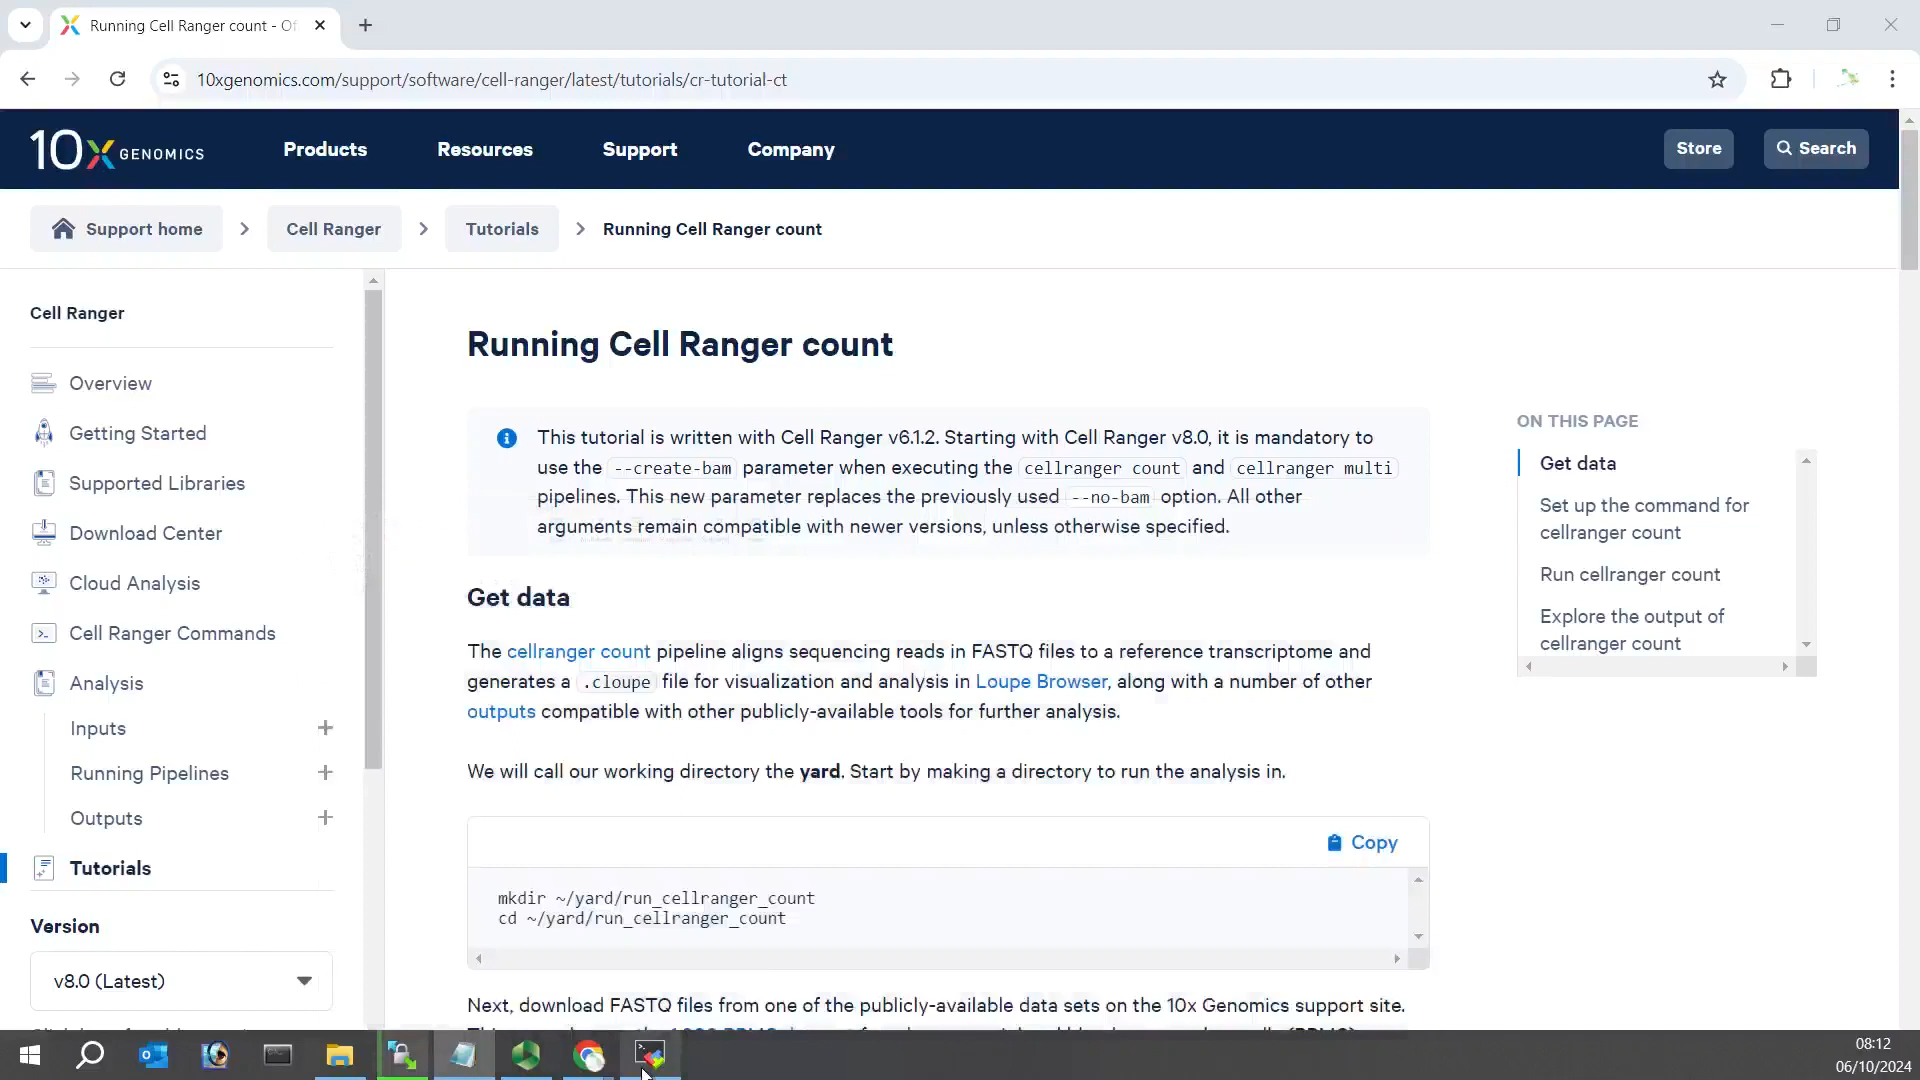 Running Cell Ranger count - Of
10xgenomics.com/support/software/cell-ranger/latest/tutorials/cr-tutorial-ct
10x GENOMICS
Products
Resources
Support
Company
Store
Search
Support home
Cell Ranger
Tutorials
Running Cell Ranger count
Cell Ranger
Overview
Getting Started
Supported Libraries
Download Center
Cloud Analysis
Cell Ranger Commands
Analysis
Inputs
Running Pipelines
Outputs
Tutorials
Version
v8.0 (Latest)
Running Cell Ranger count
This tutorial is written with Cell Ranger v6.1.2. Starting with Cell Ranger v8.0, it is mandatory to
use the --create-bam parameter when executing the cellranger count and cellranger multi
pipelines. This new parameter replaces the previously used --no-bam option. All other
arguments remain compatible with newer versions, unless otherwise specified.
Get data
The cellranger count pipeline aligns sequencing reads in FASTQ files to a reference transcriptome and
generates a .cloupe file for visualization and analysis in Loupe Browser, along with a number of other
outputs compatible with other publicly-available tools for further analysis.
We will call our working directory the yard. Start by making a directory to run the analysis in.
Copy
mkdir ~/yard/run_cellranger_count
cd ~/yard/run_cellranger_count
Next, download FASTQ files from one of the publicly-available data sets on the 10x Genomics support site.
ON THIS PAGE
Get data
Set up the command for
cellranger count
Run cellranger count
Explore the output of
cellranger count
08:12
06/10/2024